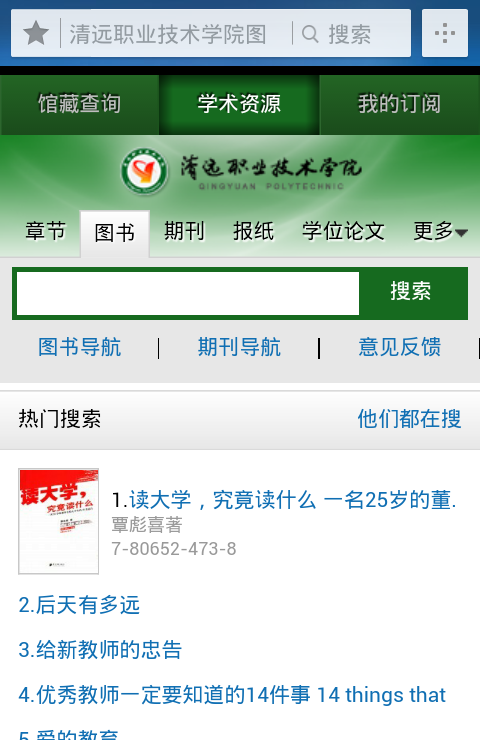 清远职业技术学院图 搜索
馆藏查询 学术资源 我的订阅
清远职业技术学院
QINGYUAN POLYTECHNIC
章节 图书 期刊 报纸 学位论文 更多
搜索
图书导航 期刊导航 意见反馈
热门搜索 他们都在搜
读大学，
究竟读什么
1.读大学，究竟读什么 一名25岁的董.
覃彪喜著
7-80652-473-8
2.后天有多远
3.给新教师的忠告
4.优秀教师一定要知道的14件事 14 things that
5.爱的教育